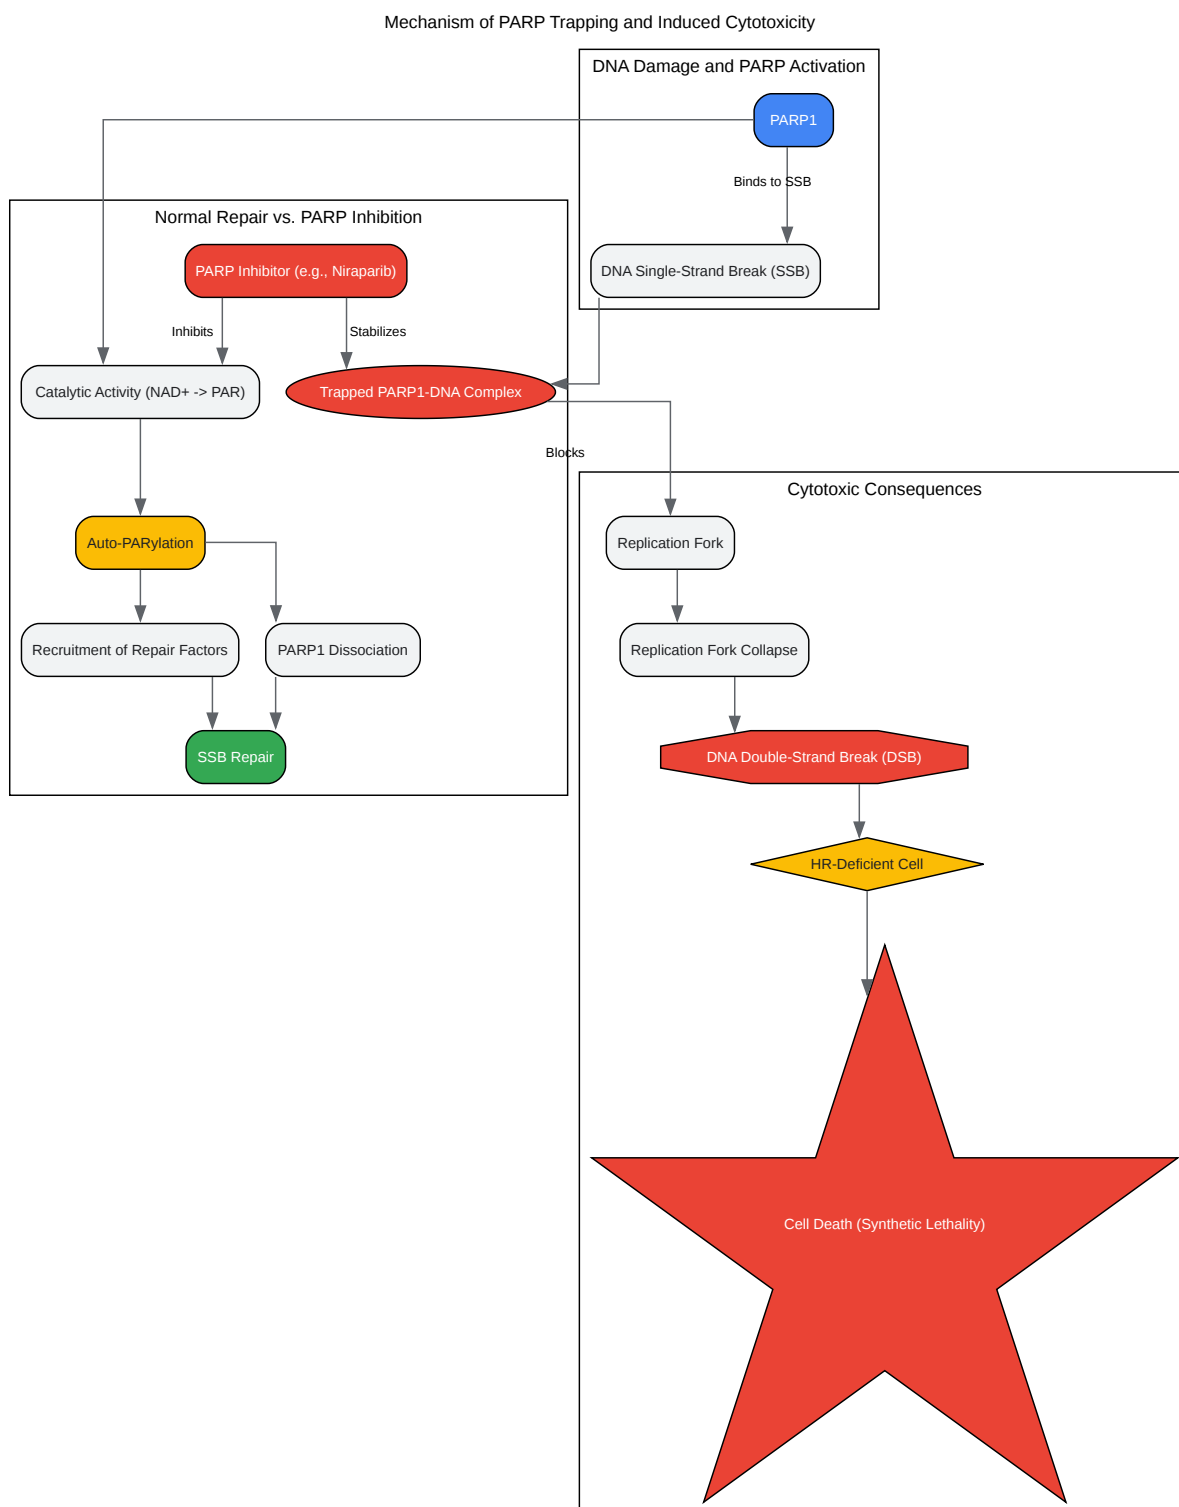 Mechanism of PARP Trapping and Induced Cytotoxicity
DNA Damage and PARP Activation
PARP1
Binds to SSB
DNA Single-Strand Break (SSB)
Normal Repair vs. PARP Inhibition
PARP Inhibitor (e.g., Niraparib)
Inhibits
Stabilizes
Catalytic Activity (NAD+ -> PAR)
Trapped PARP1-DNA Complex
Blocks
Auto-PARylation
Recruitment of Repair Factors
PARP1 Dissociation
SSB Repair
Cytotoxic Consequences
Replication Fork
Replication Fork Collapse
DNA Double-Strand Break (DSB)
HR-Deficient Cell
Cell Death (Synthetic Lethality)